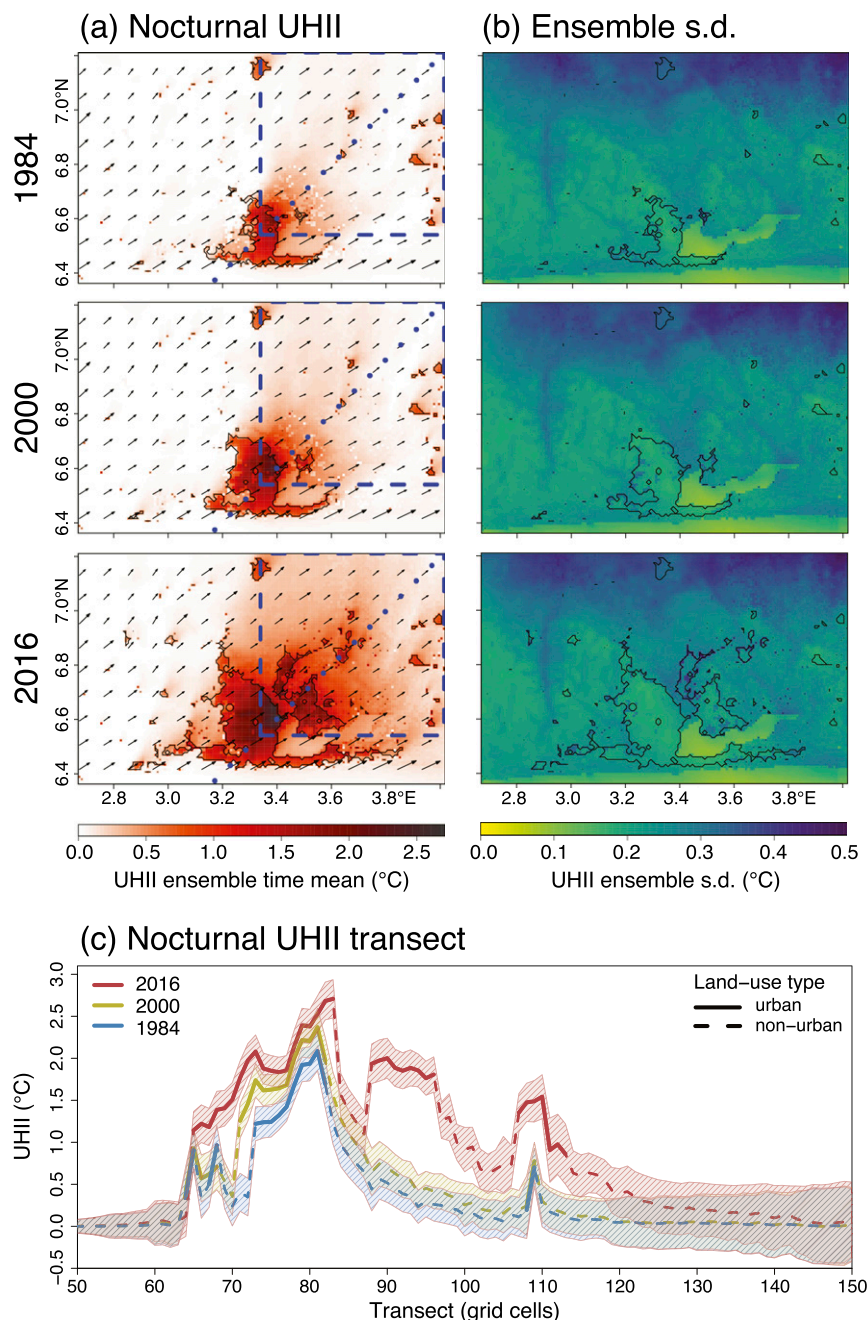 (a) Nocturnal UHII
(b) Ensemble s.d.
1984
7.0°N
6.8
6.6
6.4
2000
7.0°N
6.8
6.6
6.4
2016
7.0°N
6.8
6.6
6.4
2.8 3.0 3.2 3.4 3.6 3.8°E
2.8 3.0 3.2 3.4 3.6 3.8°E
0.0 0.5 1.0 1.5 2.0 2.5
UHII ensemble time mean (°C)
0.0 0.1 0.2 0.3 0.4 0.5
UHII ensemble s.d. (°C)
(c) Nocturnal UHII transect
2016
2000
1984
Land−use type
urban
non−urban
UHII (°C)
3.0
2.5
2.0
1.5
1.0
0.5
0.0
−0.5
50 60 70 80 90 100 110 120 130 140 150
Transect (grid cells)